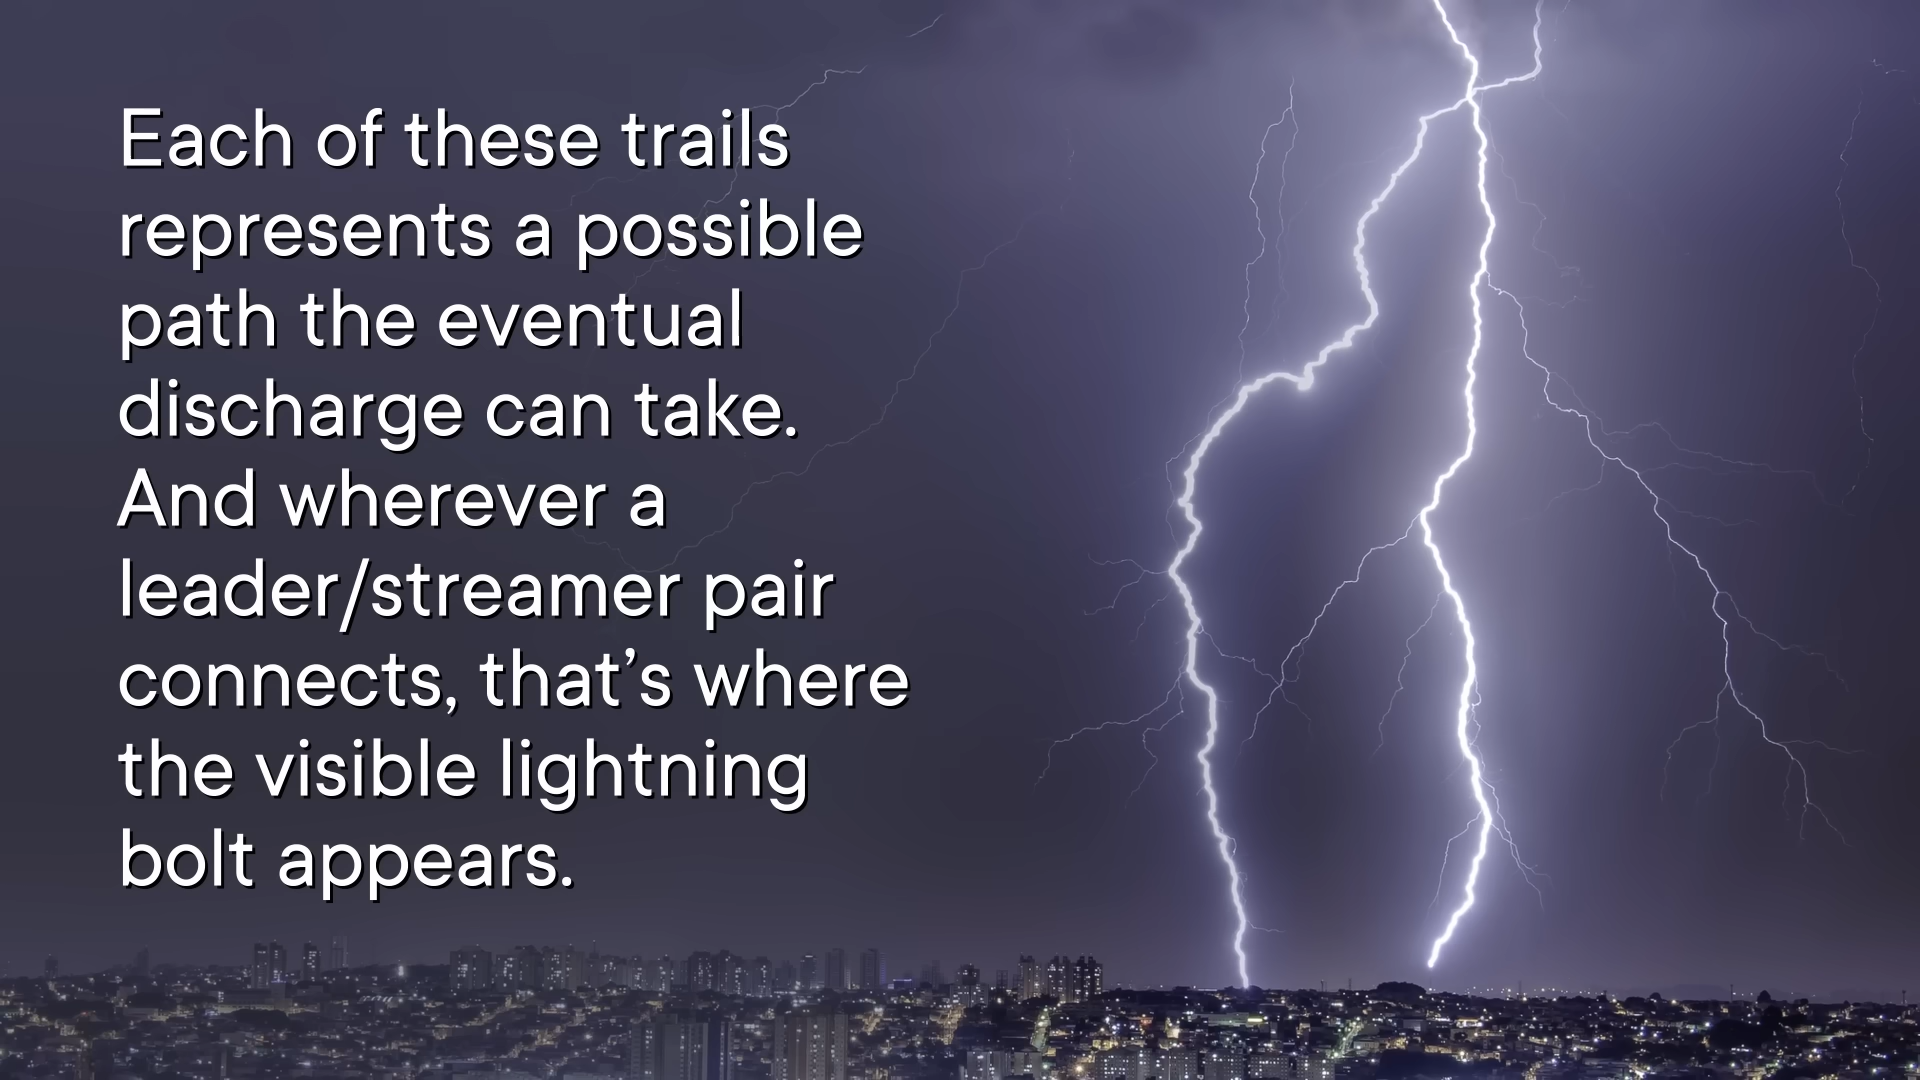 Each of these trails
represents a possible
path the eventual
discharge can take.
And wherever a
leader/streamer pair
connects, that’s where
the visible lightning
bolt appears.